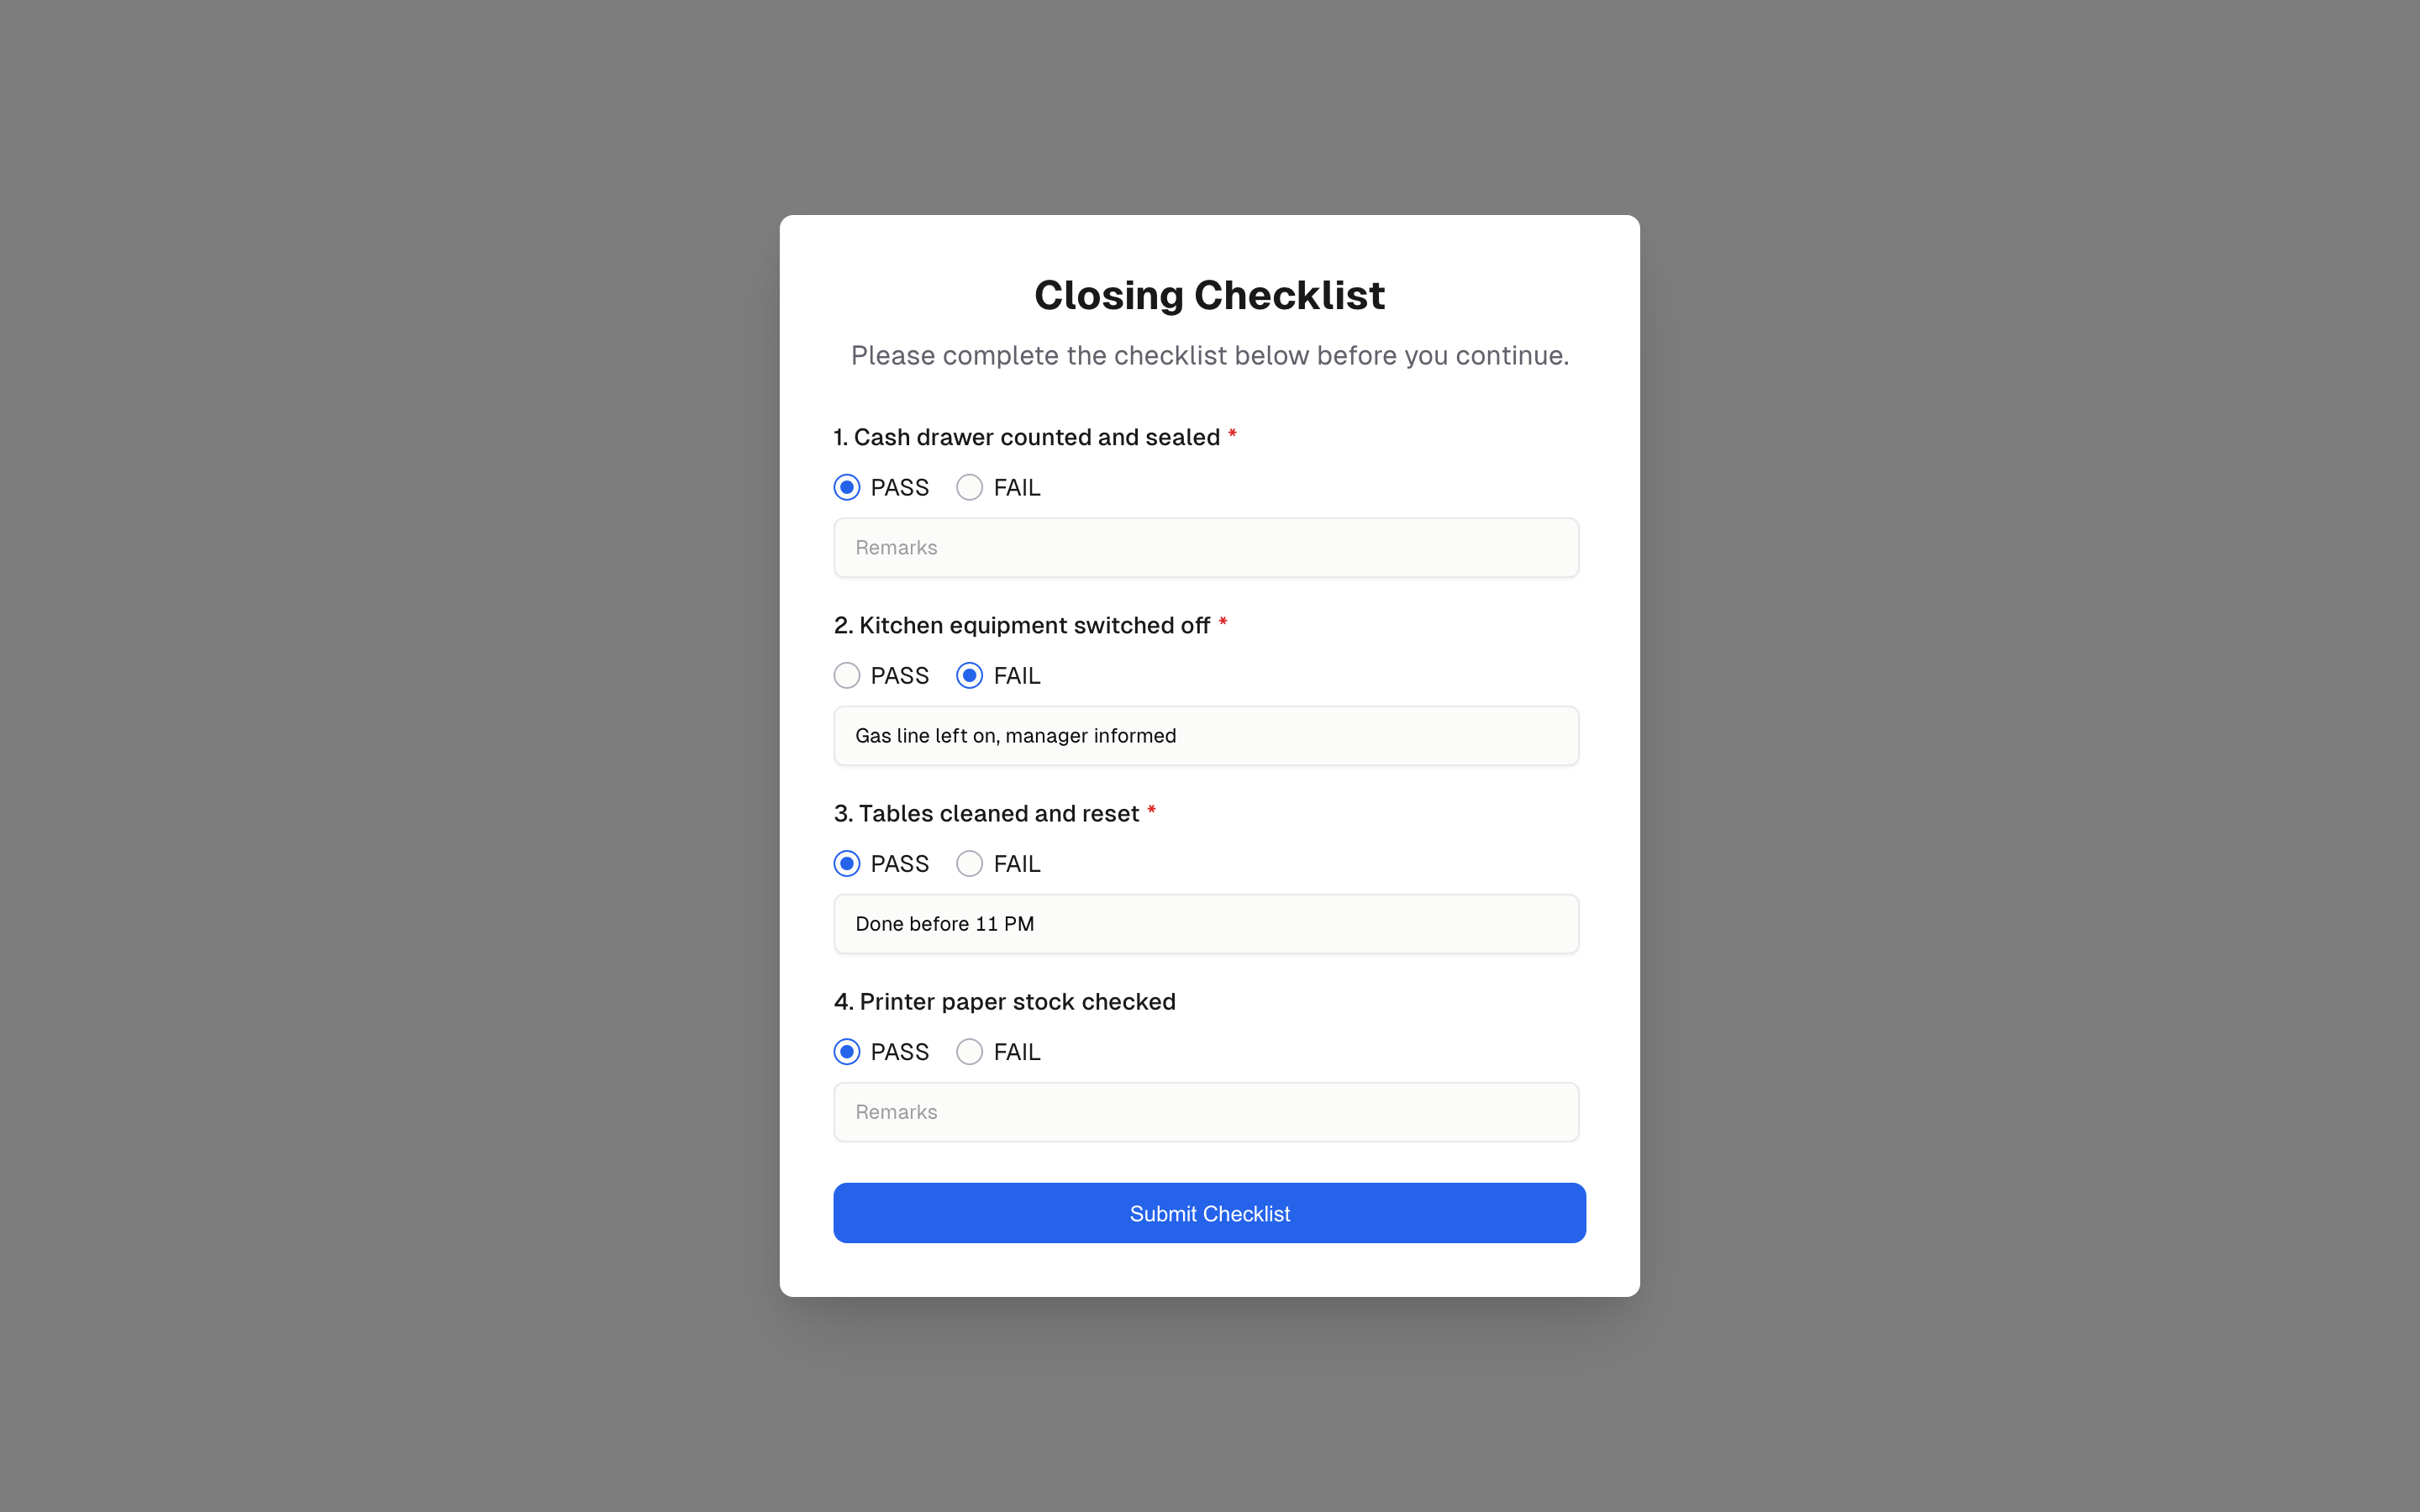 Closing Checklist
Please complete the checklist below before you continue.
1. Cash drawer counted and sealed *
PASS FAIL
Remarks
2. Kitchen equipment switched off *
PASS FAIL
Gas line left on, manager informed
3. Tables cleaned and reset *
PASS FAIL
Done before 11 PM
4. Printer paper stock checked
PASS FAIL
Remarks
Submit Checklist